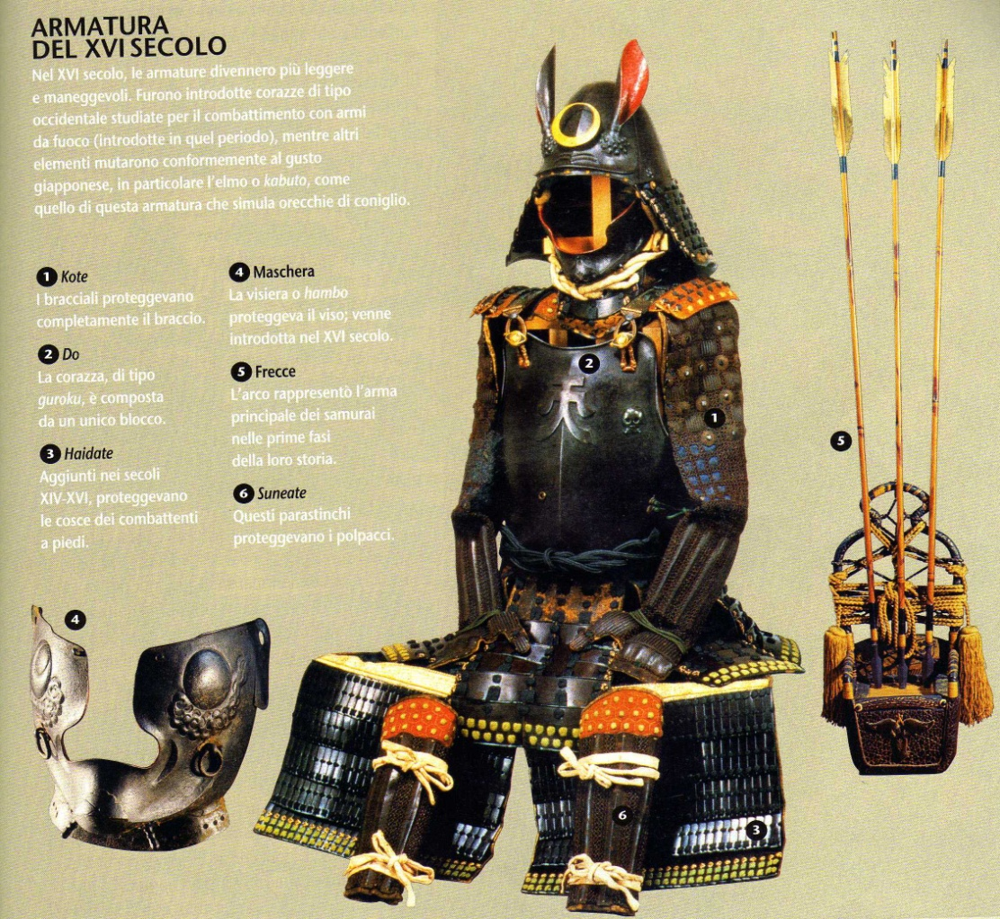 ARMATURA
DEL XVI SECOLO
Nel XVI secolo, le armature divennero più leggere
e maneggevoli. Furono introdotte corazze di tipo
occidentale studiate per il combattimento con armi
da fuoco (introdotte in quel periodo), mentre altri
elementi mutarono conformemente al gusto
giapponese, in particolare l'elmo o kabuto, come
quello di questa armatura che simula orecchie di coniglio.
1 Kote
I bracciali proteggevano
completamente il braccio.
2 Do
La corazza, di tipo
guroku, è composta
da un unico blocco.
3 Haidate
Aggiunti nei secoli
XIV-XVI, proteggevano
le cosce dei combattenti
a piedi.
4 Maschera
La visiera o hambo
proteggeva il viso; venne
introdotta nel XVI secolo.
5 Frecce
L'arco rappresentò l'arma
principale dei samurai
nelle prime fasi
della loro storia.
6 Suneate
Questi parastinchi
proteggevano i polpacci.
2
1
5
4
6
3